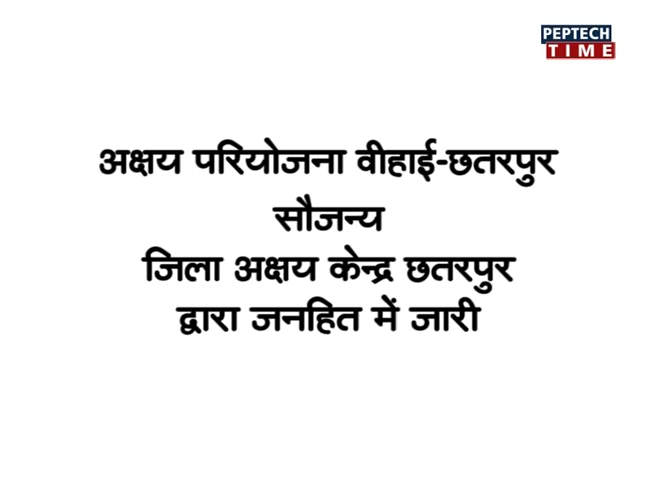 PEPTECH
TIME
अक्षय परियोजना वीहाई-छतरपुर
सौजन्य
जिला अक्षय केन्द्र छतरपुर
द्वारा जनहित में जारी